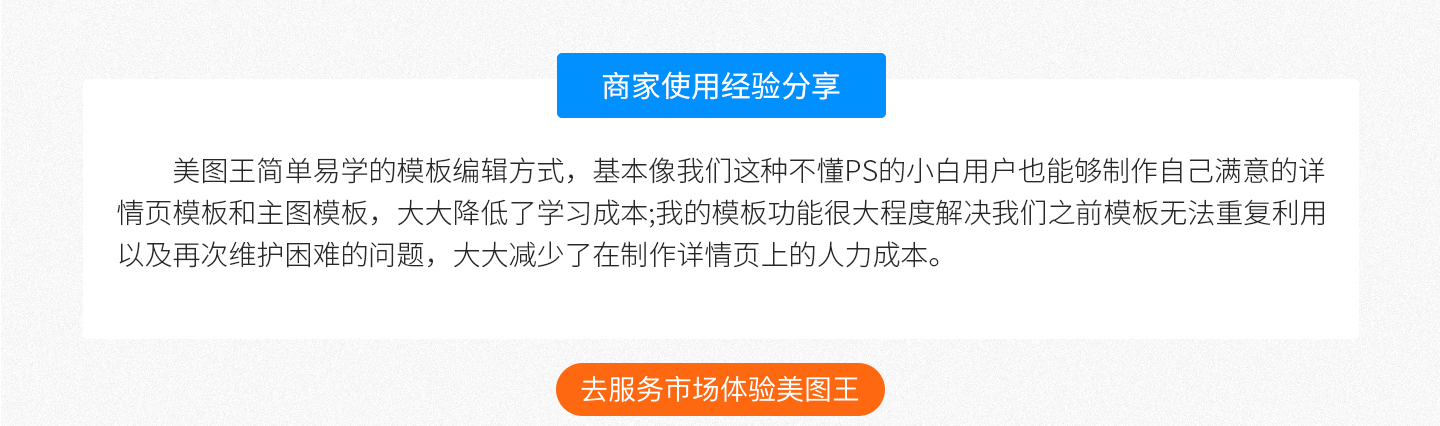 商家使用经验分享
美图王简单易学的模板编辑方式，基本像我们这种不懂PS的小白用户也能够制作自己满意的详
情页模板和主图模板，大大降低了学习成本;我的模板功能很大程度解决我们之前模板无法重复利用
以及再次维护困难的问题，大大减少了在制作详情页上的人力成本。
去服务市场体验美图王